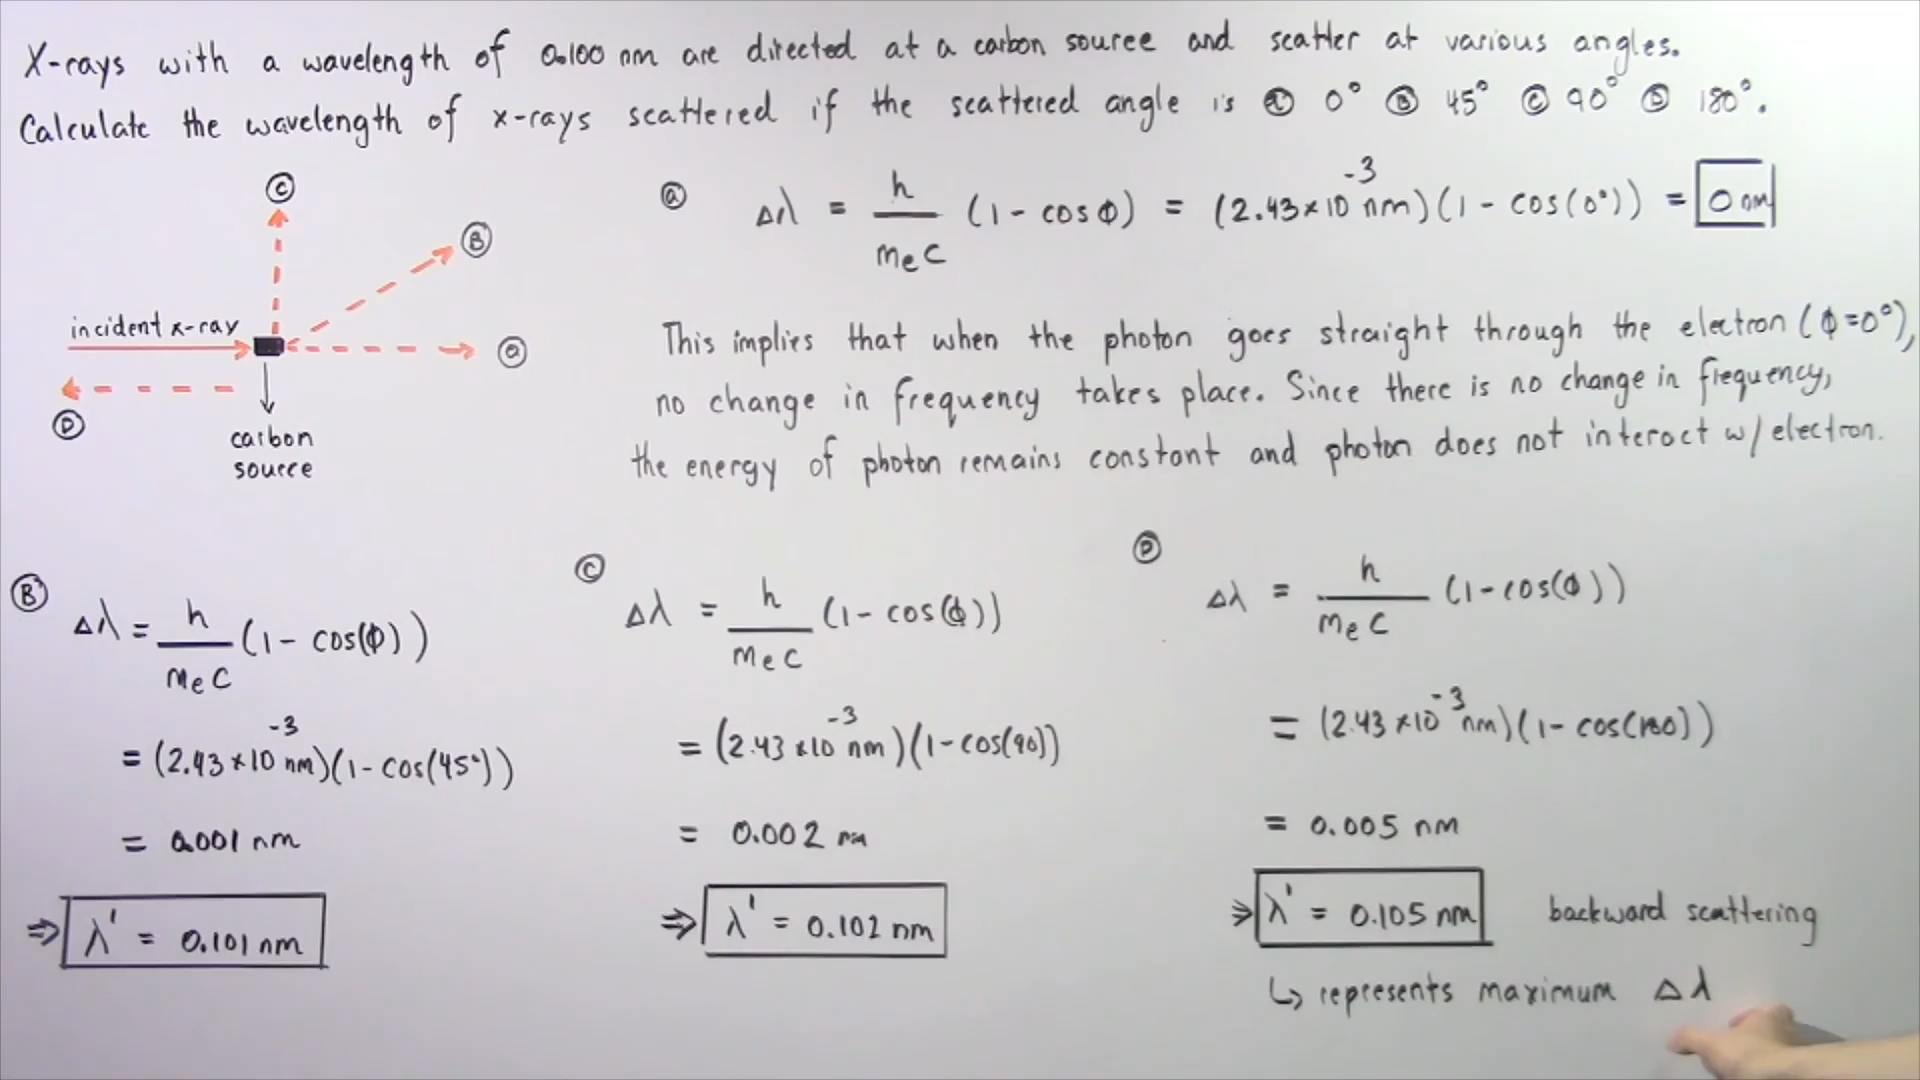 X-rays with a wavelength of 0.100 nm are directed at a carbon source and scatter at various angles.
Calculate the wavelength of x-rays scattered if the scattered angle is Ⓐ 0° Ⓑ 45° Ⓒ 90° Ⓓ 180°.
Ⓒ
Ⓑ
incident x-ray
ⓐ
Ⓓ
carbon
source
ⓐ Δλ = h/(mₑc) (1 - cosϕ) = (2.43×10⁻³ nm)(1 - cos(0°)) = 0 nm
This implies that when the photon goes straight through the electron (ϕ=0°),
no change in frequency takes place. Since there is no change in frequency,
the energy of photon remains constant and photon does not interact w/ electron.
Ⓑ
Δλ = h/(mₑc) (1 - cos(ϕ))
= (2.43×10⁻³ nm)(1 - cos(45°))
= 0.001 nm
⇒ λ' = 0.101 nm
Ⓒ
Δλ = h/(mₑc) (1 - cos(ϕ))
= (2.43×10⁻³ nm)(1 - cos(90))
= 0.002 nm
⇒ λ' = 0.102 nm
Ⓓ
Δλ = h/(mₑc) (1 - cos(ϕ))
= (2.43×10⁻³ nm)(1 - cos(180))
= 0.005 nm
⇒ λ' = 0.105 nm backward scattering
↳ represents maximum Δλ